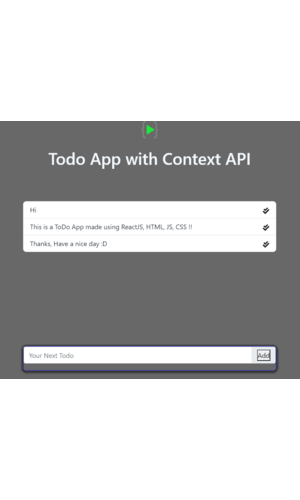 Todo App with Context API
Hi
This is a ToDo App made using ReactJS, HTML, JS, CSS !!
Thanks, Have a nice day :D
Your Next Todo
Add